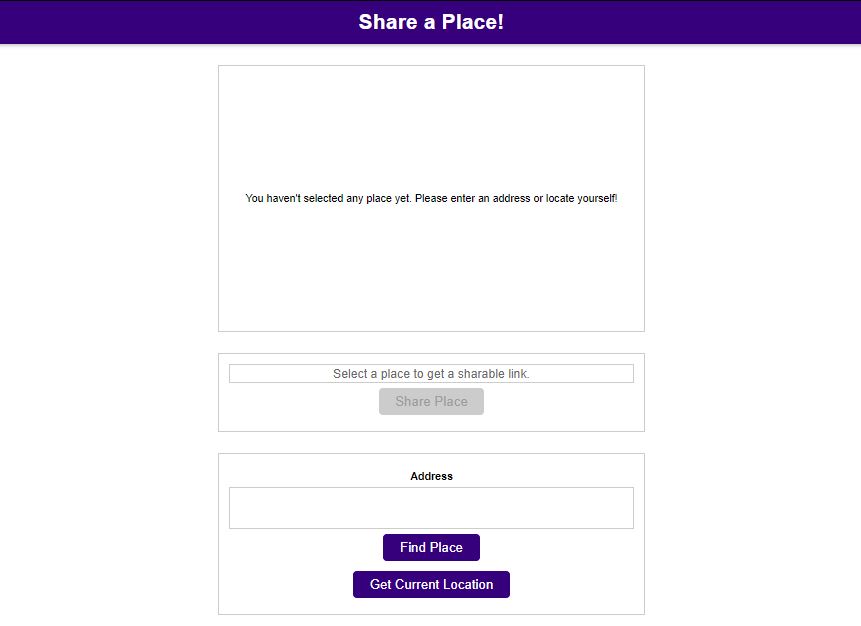 Share a Place!
You haven't selected any place yet. Please enter an address or locate yourself!
Select a place to get a sharable link.
Share Place
Address
Find Place
Get Current Location